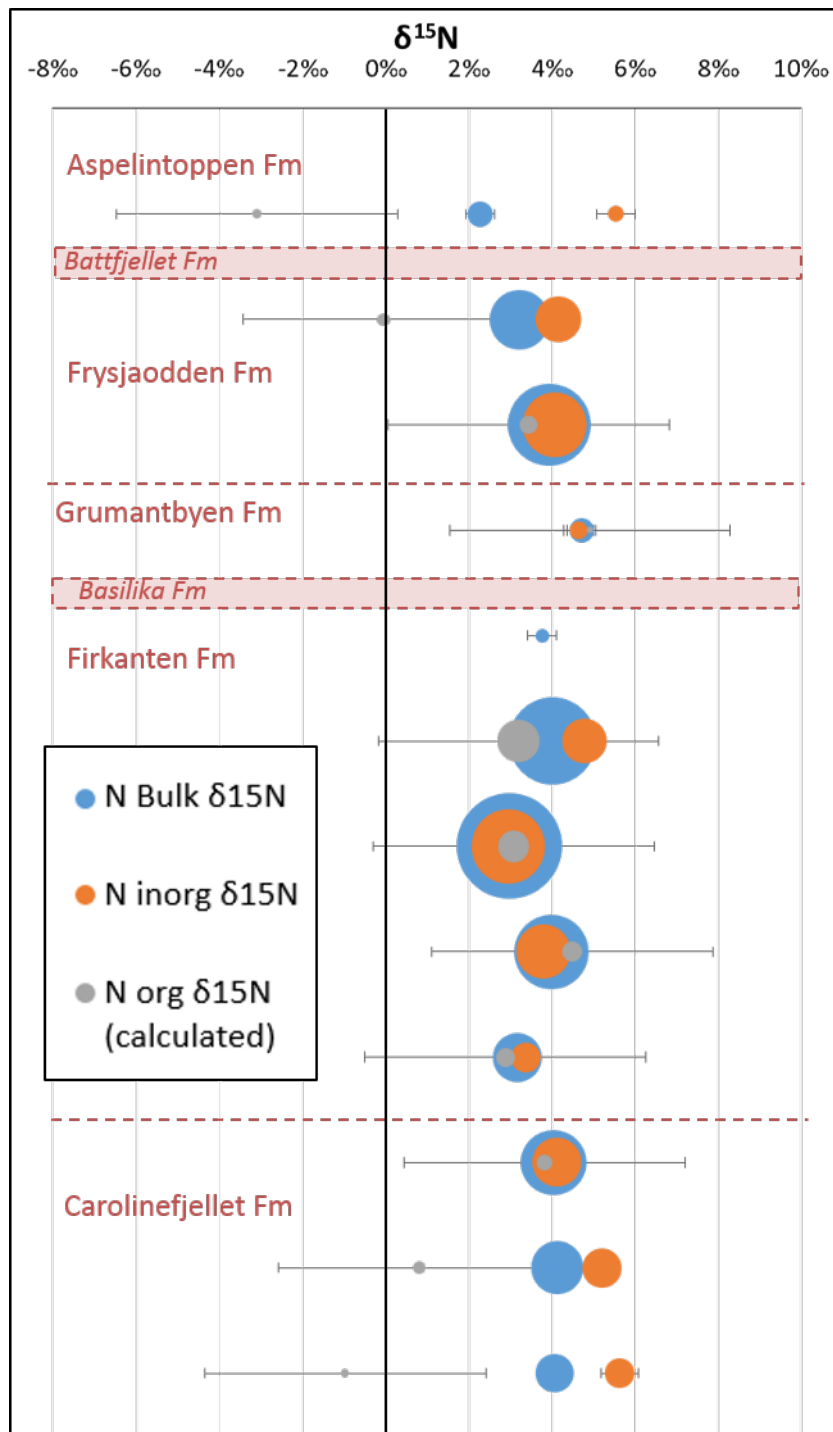 δ¹⁵N
-8‰ -6‰ -4‰ -2‰ 0‰ 2‰ 4‰ 6‰ 8‰ 10‰
Aspelintoppen Fm
Battfjellet Fm
Frysjaodden Fm
Grumantbyen Fm
Basilika Fm
Firkanten Fm
N Bulk δ15N
N inorg δ15N
N org δ15N
(calculated)
Carolinefjellet Fm